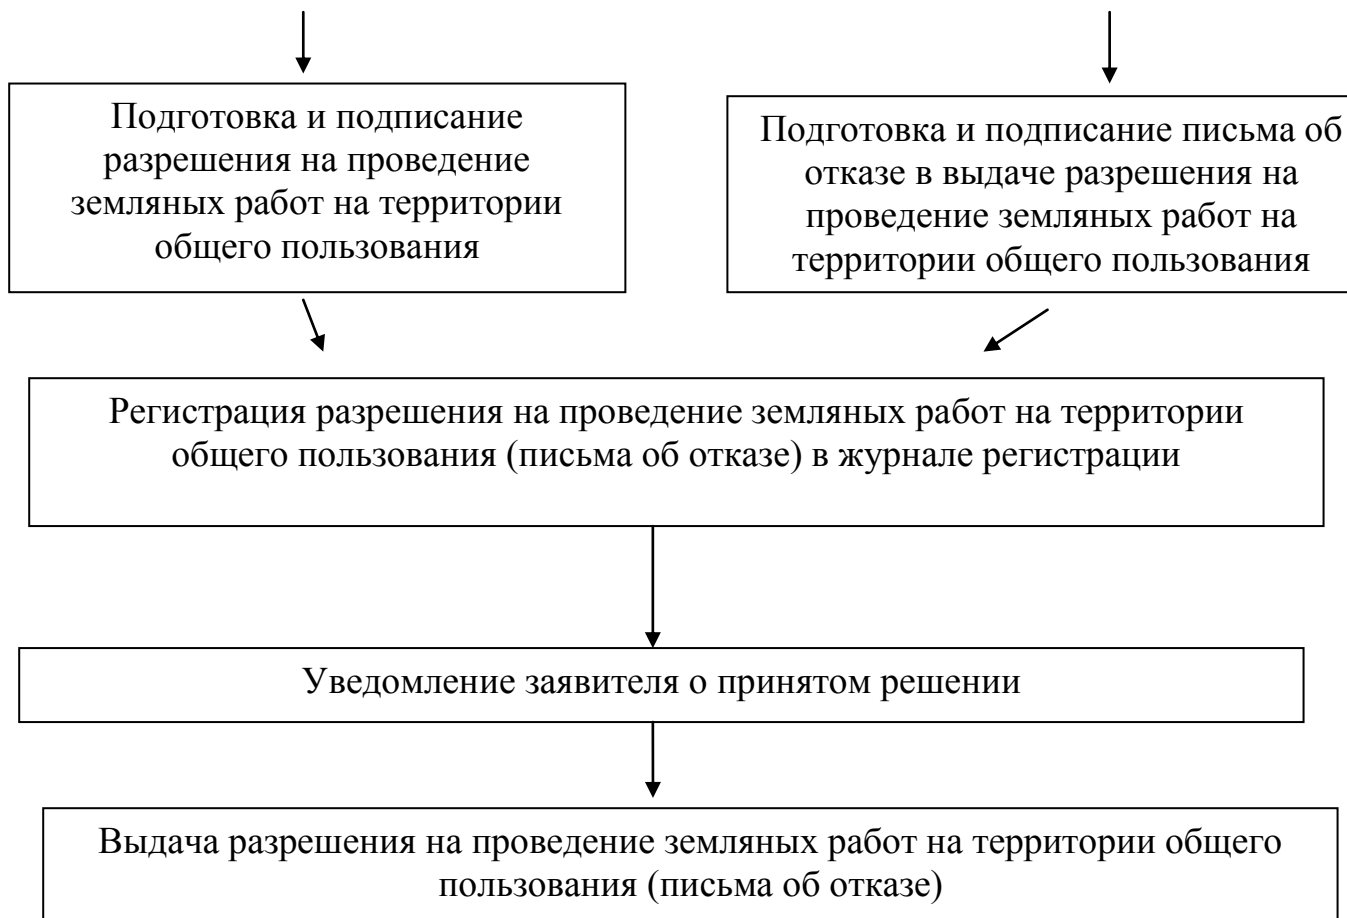 Подготовка и подписание
разрешения на проведение
земляных работ на территории
общего пользования
Подготовка и подписание письма об
отказе в выдаче разрешения на
проведение земляных работ на
территории общего пользования
Регистрация разрешения на проведение земляных работ на территории
общего пользования (письма об отказе) в журнале регистрации
Уведомление заявителя о принятом решении
Выдача разрешения на проведение земляных работ на территории общего
пользования (письма об отказе)